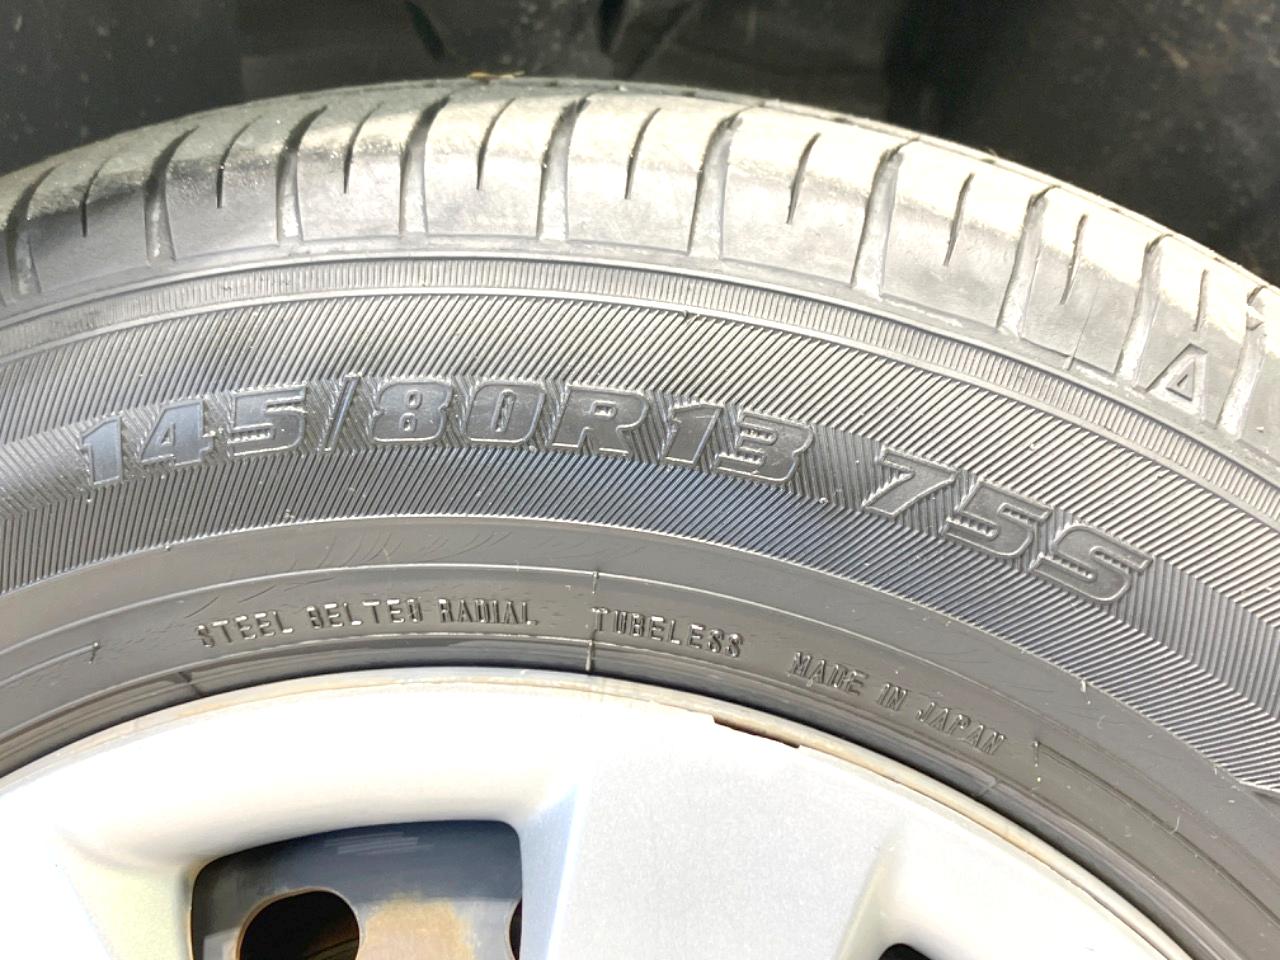 145/80R13 75S
STEEL BELTED RADIAL TUBELESS MADE IN JAPAN